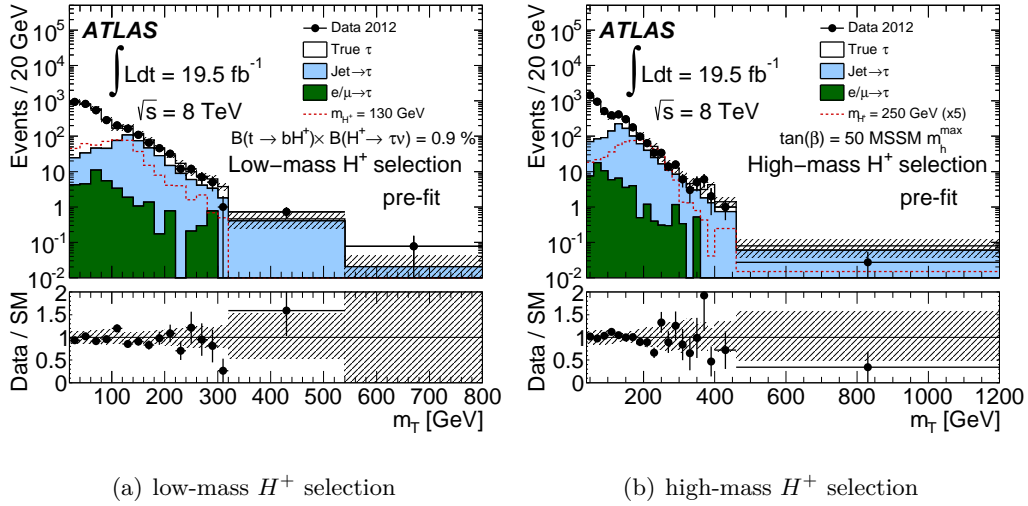 ATLAS
∫ Ldt = 19.5 fb⁻¹
√s = 8 TeV
Data 2012
True τ
Jet→τ
e/μ→τ
m_H⁺ = 130 GeV
B(t → bH⁺)× B(H⁺→ τν) = 0.9 %
Low−mass H⁺ selection
pre-fit
Events / 20 GeV
10⁵
10⁴
10³
10²
10
1
10⁻¹
10⁻²
Data / SM
2
1.5
1
0.5
0
100 200 300 400 500 600 700 800
m_T [GeV]
(a) low-mass H⁺ selection
ATLAS
∫ Ldt = 19.5 fb⁻¹
√s = 8 TeV
Data 2012
True τ
Jet→τ
e/μ→τ
m_H⁺ = 250 GeV (x5)
tan(β) = 50 MSSM m_h^max
High−mass H⁺ selection
pre-fit
Events / 20 GeV
10⁵
10⁴
10³
10²
10
1
10⁻¹
10⁻²
Data / SM
2
1.5
1
0.5
0
200 400 600 800 1000 1200
m_T [GeV]
(b) high-mass H⁺ selection